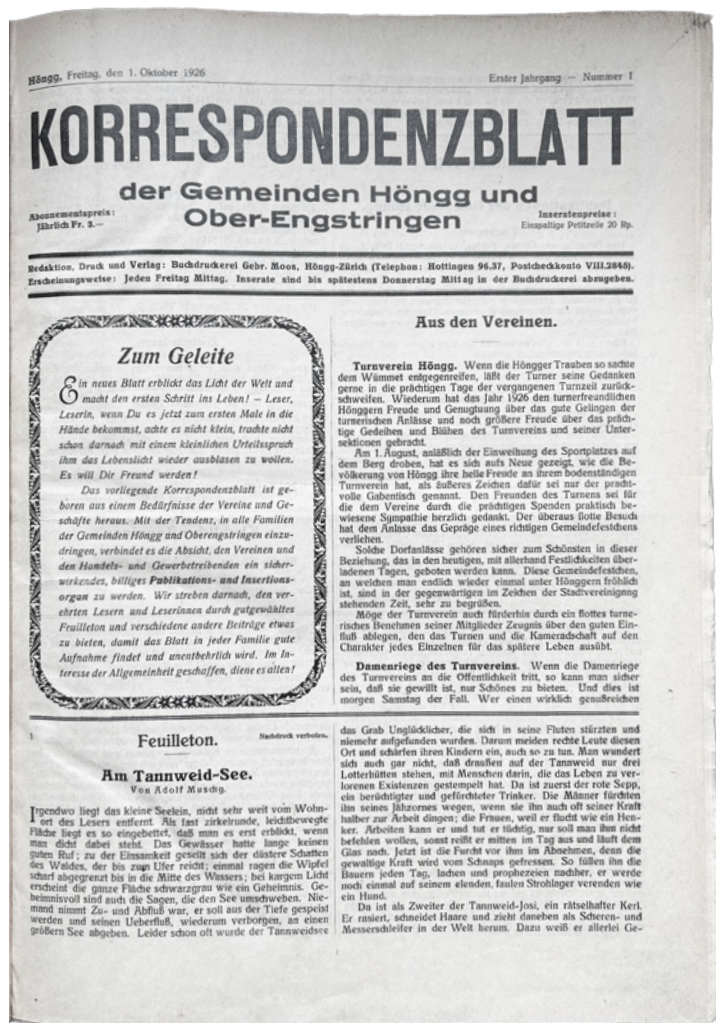 Höngg, Freitag, den 1. Oktober 1926
Erster Jahrgang — Nummer 1
KORRESPONDENZBLATT
der Gemeinden Höngg und
Ober-Engstringen
Abonnementspreis:
Jährlich Fr. 3.—
Inseratenpreise:
Einspaltige Petitzeile 20 Rp.
Redaktion, Druck und Verlag: Buchdruckerei Gebr. Moos, Höngg-Zürich (Telephon: Hottingen 96.37, Postcheckkonto VIII.2846).
Erscheinungsweise: Jeden Freitag Mittag. Inserate sind bis spätestens Donnerstag Mittag in der Buchdruckerei abzugeben.
Zum Geleite
Ein neues Blatt erblickt das Licht der Welt und
macht den ersten Schritt ins Leben! — Leser,
Leserin, wenn Du es jetzt zum ersten Male in die
Hände bekommst, achte es nicht klein, trachte nicht
schon darnach mit einem kleinlichen Urteilsspruch
ihm das Lebenslicht wieder ausblasen zu wollen.
Es will Dir Freund werden!
Das vorliegende Korrespondenzblatt ist ge-
boren aus einem Bedürfnisse der Vereine und Ge-
schäfte heraus. Mit der Tendenz, in alle Familien
der Gemeinden Höngg und Oberengstringen einzu-
dringen, verbindet es die Absicht, den Vereinen und
den Handels- und Gewerbetreibenden ein sicher-
wirkendes, billiges Publikations- und Insertions-
organ zu werden. Wir streben darnach, den ver-
ehrten Lesern und Leserinnen durch gutgewähltes
Feuilleton und verschiedene andere Beiträge etwas
zu bieten, damit das Blatt in jeder Familie gute
Aufnahme findet und unentbehrlich wird. Im In-
teresse der Allgemeinheit geschaffen, diene es allen!
Aus den Vereinen.
Turnverein Höngg. Wenn die Höngger Trauben so sachte
dem Wümmet entgegenreifen, läßt der Turner seine Gedanken
gerne in die prächtigen Tage der vergangenen Turnzeit zurück-
schweifen. Wiederum hat das Jahr 1926 den turnerfreundlichen
Hönggern Freude und Genugtuung über das gute Gelingen der
turnerischen Anlässe und noch größere Freude über das präch-
tige Gedeihen und Blühen des Turnvereins und seiner Unter-
sektionen gebracht.
Am 1. August, anläßlich der Einweihung des Sportplatzes auf
dem Berg droben, hat es sich aufs Neue gezeigt, wie die Be-
völkerung von Höngg ihre helle Freude an ihrem bodenständigen
Turnverein hat, als äußeres Zeichen dafür sei nur der pracht-
volle Gabentisch genannt. Den Freunden des Turnens sei für
die dem Vereine durch die prächtigen Spenden praktisch be-
wiesene Sympathie herzlich gedankt. Der überaus flotte Besuch
hat dem Anlasse das Gepräge eines richtigen Gemeindefestchens
verliehen.
Solche Dorfanlässe gehören sicher zum Schönsten in dieser
Beziehung, das in den heutigen, mit allerhand Festlichkeiten über-
ladenen Tagen, geboten werden kann. Diese Gemeindefestchen,
an welchen man endlich wieder einmal unter Hönggern fröhlich
ist, sind in der gegenwärtigen im Zeichen der Stadtvereinigung
stehenden Zeit, sehr zu begrüßen.
Möge der Turnverein auch fürderhin durch ein flottes turne-
risches Benehmen seiner Mitglieder Zeugnis über den guten Ein-
fluß ablegen, den das Turnen und die Kameradschaft auf den
Charakter jedes Einzelnen für das spätere Leben ausübt.
Damenriege des Turnvereins. Wenn die Damenriege
des Turnvereins an die Öffentlichkeit tritt, so kann man sicher
sein, daß sie gewillt ist, nur Schönes zu bieten. Und dies ist
morgen Samstag der Fall. Wer einen wirklich genußreichen
1
Feuilleton.
Nachdruck verboten.
Am Tannweid-See.
Von Adolf Muschg.
Irgendwo liegt das kleine Seelein, nicht sehr weit vom Wohn-
ort des Lesers entfernt. Als fast zirkelrunde, leichtbewegte
Fläche liegt es so eingebettet, daß man es erst erblickt, wenn
man dicht dabei steht. Das Gewässer hatte lange keinen
guten Ruf; zu der Einsamkeit gesellt sich der düstere Schatten
des Waldes, der bis zum Ufer reicht; einmal ragen die Wipfel
scharf abgegrenzt bis in die Mitte des Wassers; bei kargem Licht
erscheint die ganze Fläche schwarzgrau wie ein Geheimnis. Ge-
heimnisvoll sind auch die Sagen, die den See umschweben. Nie-
mand nimmt Zu- und Abfluß war, er soll aus der Tiefe gespeist
werden und seinen Ueberfluß, wiederum verborgen, an einen
größern See abgeben. Leider schon oft wurde der Tannweidsee
das Grab Unglücklicher, die sich in seine Fluten stürzten und
niemehr aufgefunden wurden. Darum meiden rechte Leute diesen
Ort und schärfen ihren Kindern ein, auch so zu tun. Man wundert
sich auch gar nicht, daß draußen auf der Tannweid nur drei
Lotterhütten stehen, mit Menschen darin, die das Leben zu ver-
lorenen Existenzen gestempelt hat. Da ist zuerst der rote Sepp,
ein berüchtigter und gefürchteter Trinker. Die Männer fürchten
ihn seines Jähzornes wegen, wenn sie ihn auch oft seiner Kraft
halber zur Arbeit dingen; die Frauen, weil er flucht wie ein Hen-
ker. Arbeiten kann er und tut er tüchtig, nur soll man ihm nicht
befehlen wollen, sonst reißt er mitten im Tag aus und läuft dem
Glas nach. Jetzt ist die Furcht vor ihm im Abnehmen, denn die
gewaltige Kraft wird vom Schnaps gefressen. So füllen ihn die
Bauern jeden Tag, lachen und prophezeien nachher, er werde
noch einmal auf seinem elenden, faulen Strohlager verenden wie
ein Hund.
Da ist als Zweiter der Tannweid-Josi, ein rätselhafter Kerl.
Er rasiert, schneidet Haare und zieht daneben als Scheren- und
Messerschleifer in der Welt herum. Dazu weiß er allerlei Ge-